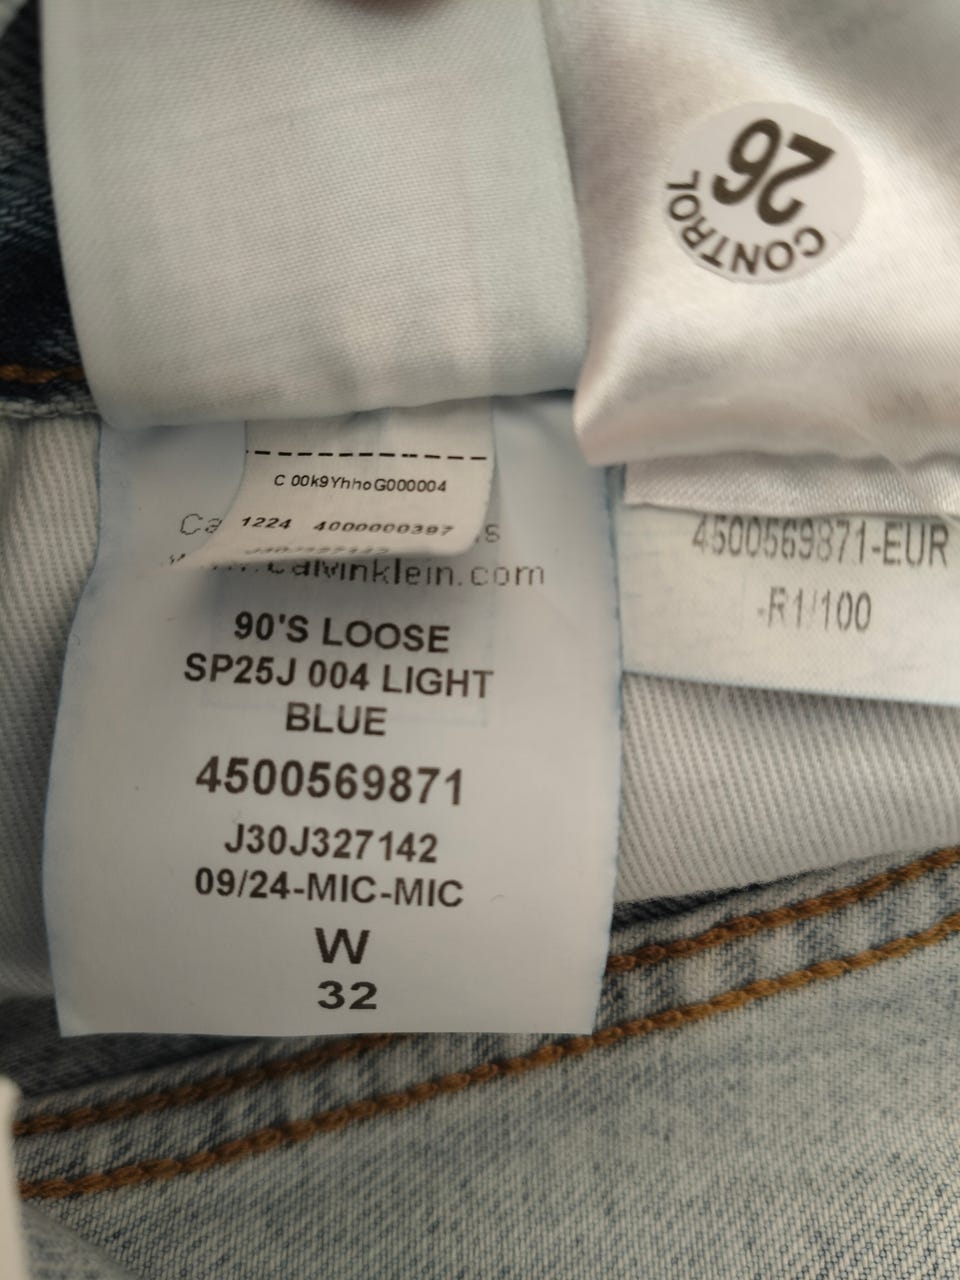 26
CONTROL
C 00k9YhhoG000004
1224 4000000397
www.calvinklein.com
4500569871-EUR
-R1/100
90'S LOOSE
SP25J 004 LIGHT
BLUE
4500569871
J30J327142
09/24-MIC-MIC
W
32